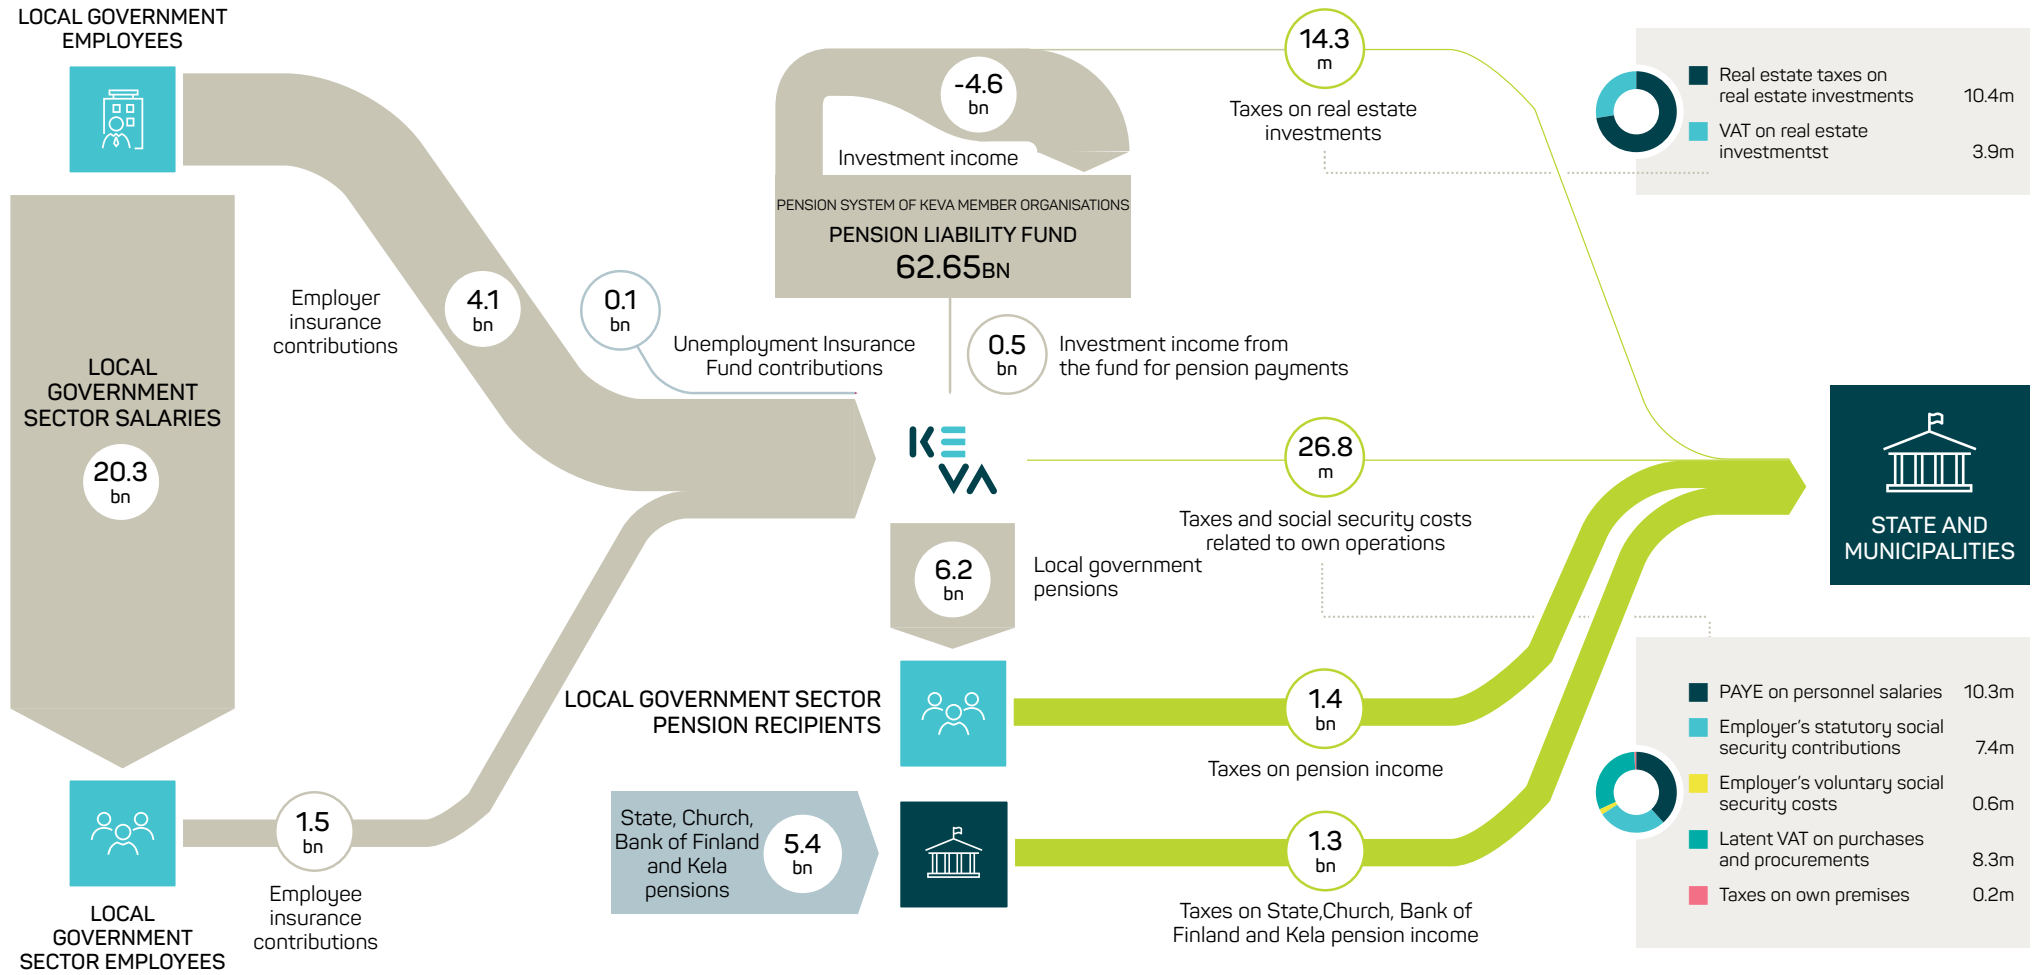 LOCAL GOVERNMENT
EMPLOYEES
LOCAL
GOVERNMENT
SECTOR SALARIES
20.3
bn
LOCAL
GOVERNMENT
SECTOR EMPLOYEES
Employer
insurance
contributions
4.1
bn
1.5
bn
Employee
insurance
contributions
0.1
bn
Unemployment Insurance
Fund contributions
-4.6
bn
Investment income
PENSION SYSTEM OF KEVA MEMBER ORGANISATIONS
PENSION LIABILITY FUND
62.65BN
0.5
bn
Investment income from
the fund for pension payments
KEVA
6.2
bn
Local government
pensions
LOCAL GOVERNMENT SECTOR
PENSION RECIPIENTS
State, Church,
Bank of Finland
and Kela
pensions
5.4
bn
14.3
m
Taxes on real estate
investments
26.8
m
Taxes and social security costs
related to own operations
1.4
bn
Taxes on pension income
1.3
bn
Taxes on State,Church, Bank of
Finland and Kela pension income
Real estate taxes on
real estate investments 10.4m
VAT on real estate
investmentst 3.9m
STATE AND
MUNICIPALITIES
PAYE on personnel salaries 10.3m
Employer's statutory social
security contributions 7.4m
Employer's voluntary social
security costs 0.6m
Latent VAT on purchases
and procurements 8.3m
Taxes on own premises 0.2m